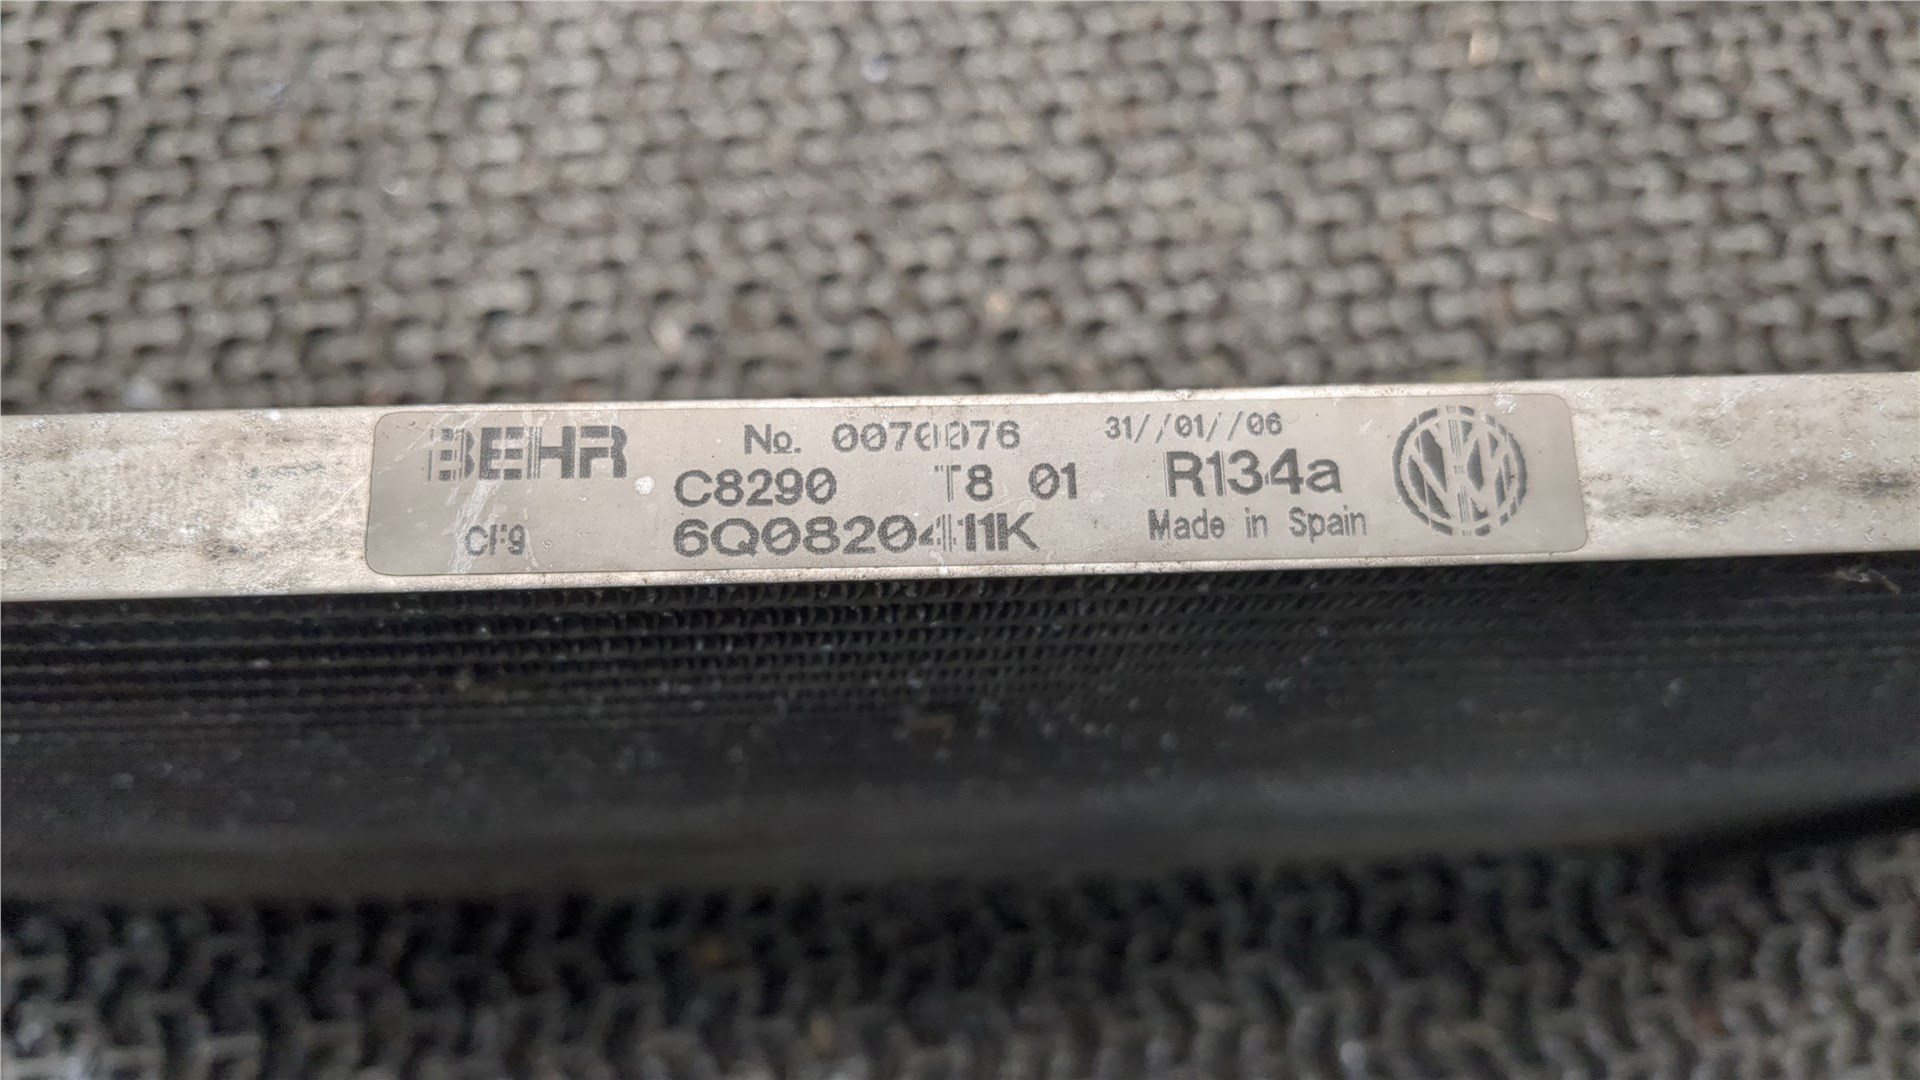 BEHR No. 0070076 31//01//06
C8290 T8 01 R134a
CF9 6Q0820411K Made in Spain